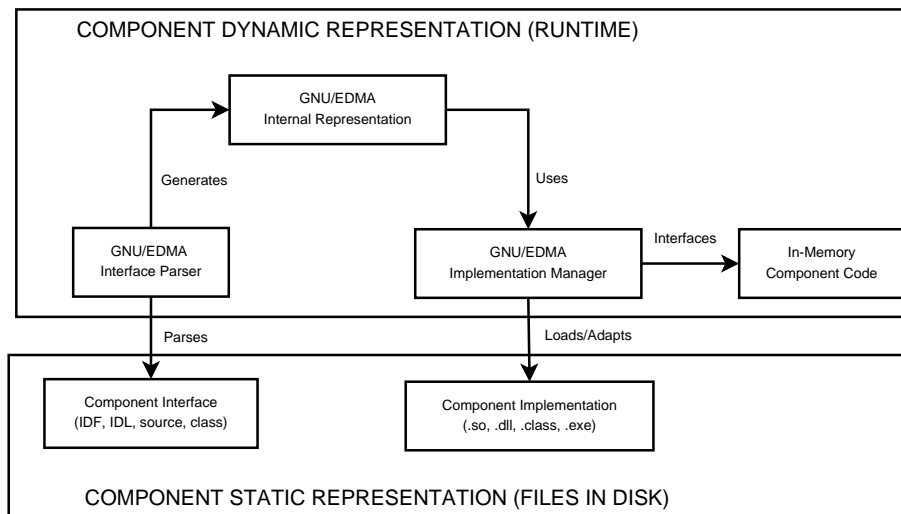 COMPONENT DYNAMIC REPRESENTATION (RUNTIME)
GNU/EDMA
Internal Representation
Generates
Uses
GNU/EDMA
Interface Parser
GNU/EDMA
Implementation Manager
Interfaces
In-Memory
Component Code
Parses
Loads/Adapts
Component Interface
(IDF, IDL, source, class)
Component Implementation
(.so, .dll, .class, .exe)
COMPONENT STATIC REPRESENTATION (FILES IN DISK)